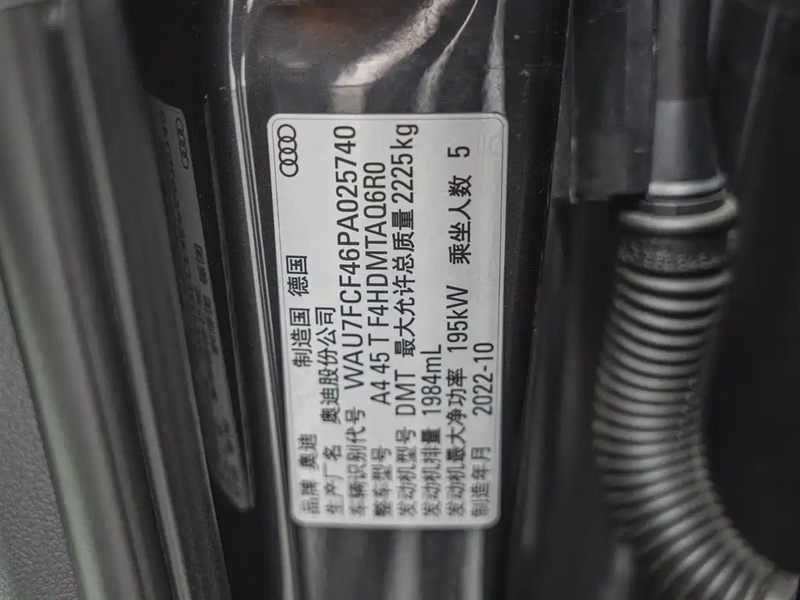 品牌 奥迪 制造国 德国
生产厂名 奥迪股份公司
车辆识别代号 WAU7FCF46PA025740
整车型号 A4 45 T F4HDMTAQ6R0
发动机型号 DMT 最大允许总质量 2225kg
发动机排量 1984mL
发动机最大净功率 195kW 乘坐人数 5
制造年月 2022-10